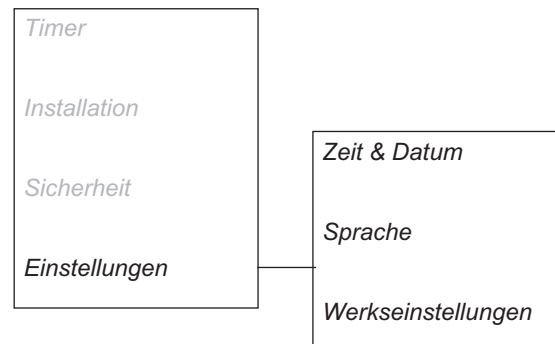 Timer
Installation
Sicherheit
Einstellungen
Zeit & Datum
Sprache
Werkseinstellungen